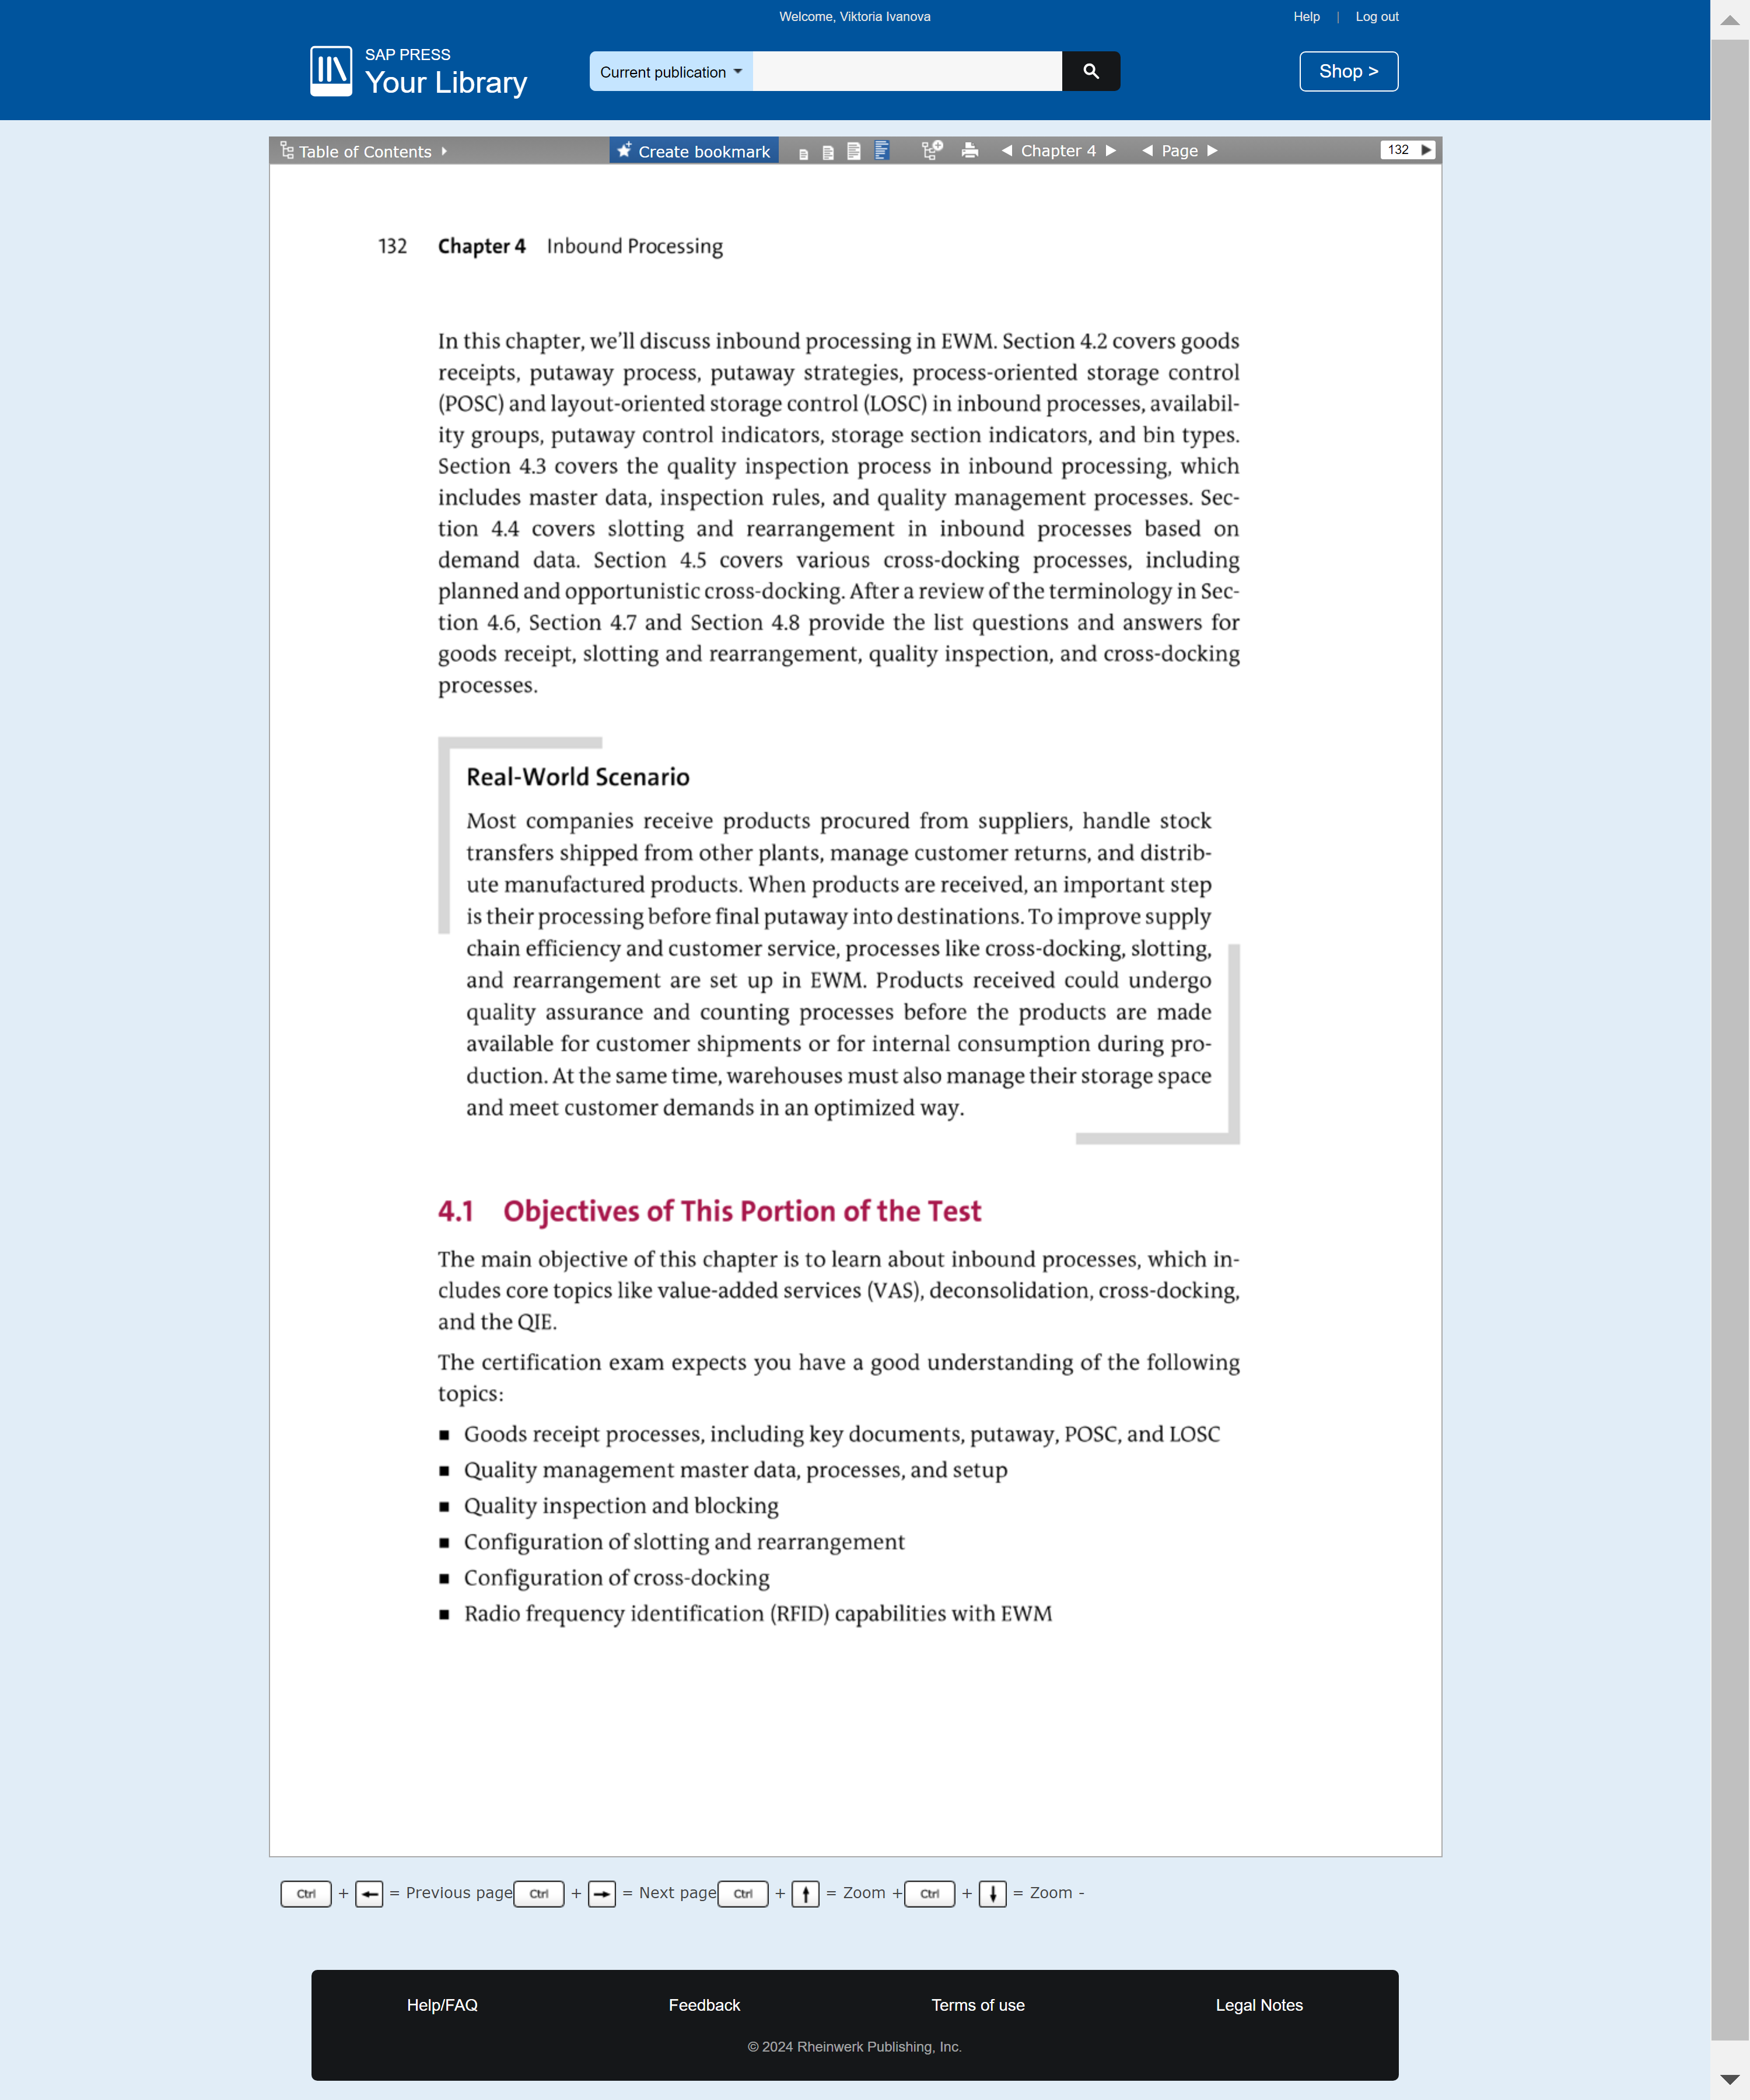 Welcome, Viktoria Ivanova
Help | Log out
SAP PRESS
Your Library
Current publication
Shop >
Table of Contents
Create bookmark
Chapter 4
Page
132
132 Chapter 4 Inbound Processing
In this chapter, we'll discuss inbound processing in EWM. Section 4.2 covers goods
receipts, putaway process, putaway strategies, process-oriented storage control
(POSC) and layout-oriented storage control (LOSC) in inbound processes, availabil-
ity groups, putaway control indicators, storage section indicators, and bin types.
Section 4.3 covers the quality inspection process in inbound processing, which
includes master data, inspection rules, and quality management processes. Sec-
tion 4.4 covers slotting and rearrangement in inbound processes based on
demand data. Section 4.5 covers various cross-docking processes, including
planned and opportunistic cross-docking. After a review of the terminology in Sec-
tion 4.6, Section 4.7 and Section 4.8 provide the list questions and answers for
goods receipt, slotting and rearrangement, quality inspection, and cross-docking
processes.
Real-World Scenario
Most companies receive products procured from suppliers, handle stock
transfers shipped from other plants, manage customer returns, and distrib-
ute manufactured products. When products are received, an important step
is their processing before final putaway into destinations. To improve supply
chain efficiency and customer service, processes like cross-docking, slotting,
and rearrangement are set up in EWM. Products received could undergo
quality assurance and counting processes before the products are made
available for customer shipments or for internal consumption during pro-
duction. At the same time, warehouses must also manage their storage space
and meet customer demands in an optimized way.
4.1 Objectives of This Portion of the Test
The main objective of this chapter is to learn about inbound processes, which in-
cludes core topics like value-added services (VAS), deconsolidation, cross-docking,
and the QIE.
The certification exam expects you have a good understanding of the following
topics:
■ Goods receipt processes, including key documents, putaway, POSC, and LOSC
■ Quality management master data, processes, and setup
■ Quality inspection and blocking
■ Configuration of slotting and rearrangement
■ Configuration of cross-docking
■ Radio frequency identification (RFID) capabilities with EWM
Ctrl + ← = Previous page Ctrl + → = Next page Ctrl + ↑ = Zoom + Ctrl + ↓ = Zoom -
Help/FAQ Feedback Terms of use Legal Notes
© 2024 Rheinwerk Publishing, Inc.